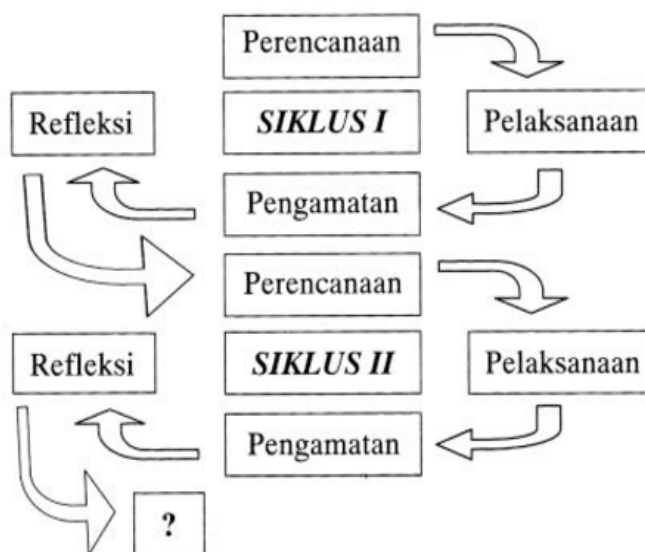 Perencanaan
Refleksi
SIKLUS I
Pelaksanaan
Pengamatan
Perencanaan
Refleksi
SIKLUS II
Pelaksanaan
Pengamatan
?